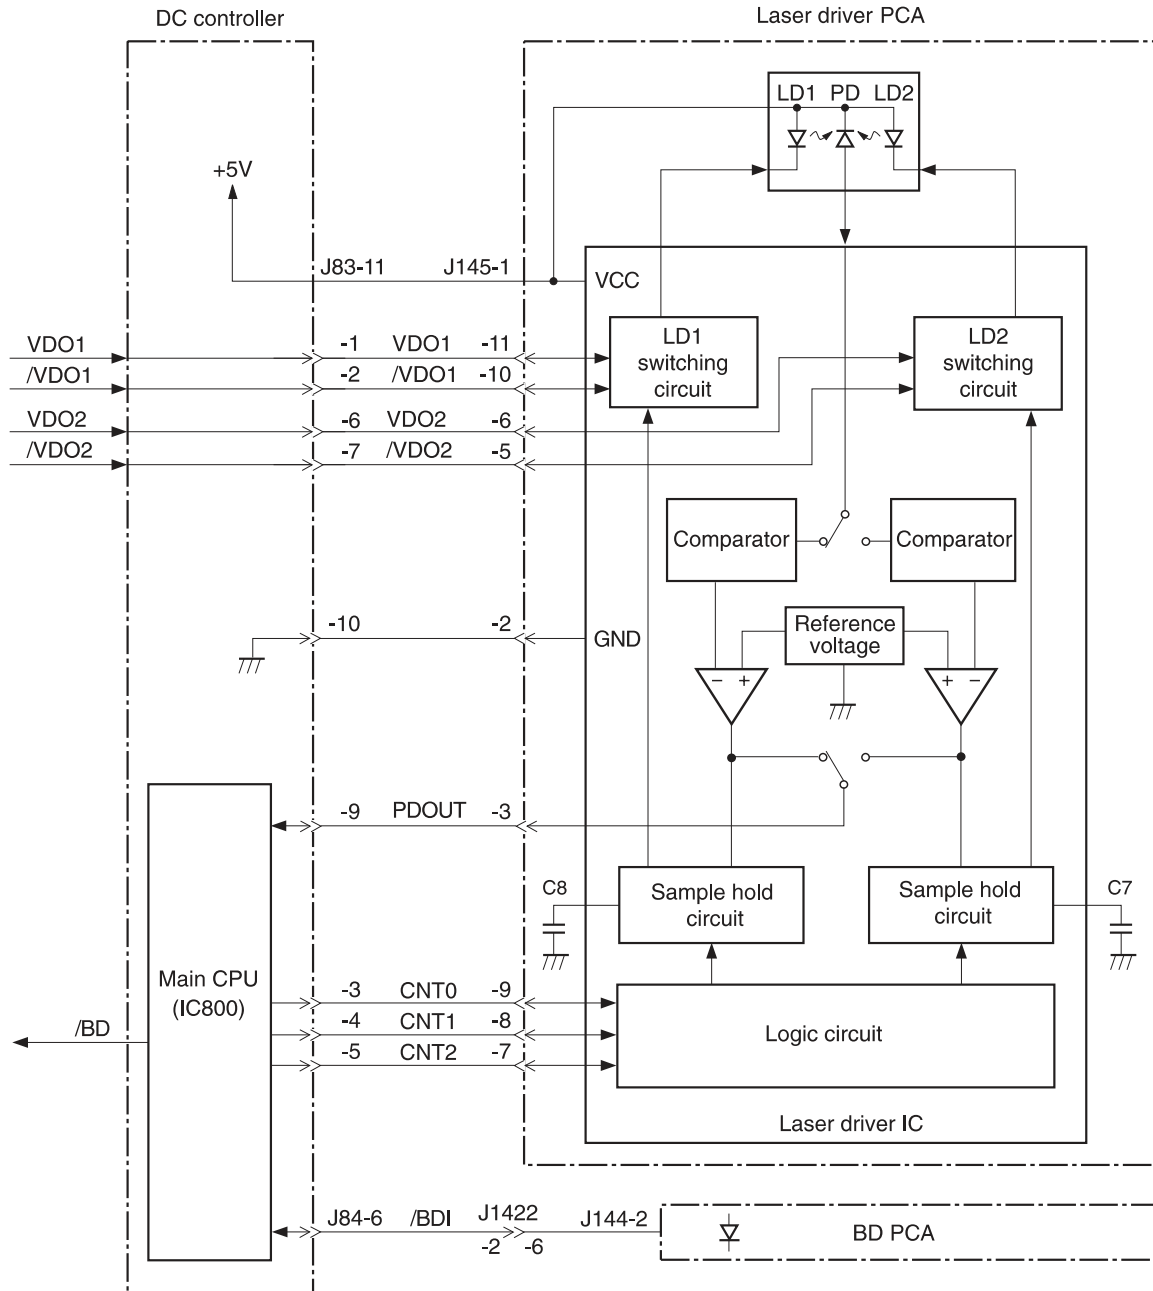 DC controller
Laser driver PCA
LD1 PD LD2
+5V
J83-11 J145-1
VCC
VDO1 -1 VDO1 -11
/VDO1 -2 /VDO1 -10
VDO2 -6 VDO2 -6
/VDO2 -7 /VDO2 -5
LD1
switching
circuit
LD2
switching
circuit
Comparator
Comparator
-10 -2 GND
Reference
voltage
− +
+ −
-9 PDOUT -3
C8
Sample hold
circuit
Sample hold
circuit
C7
Main CPU
(IC800)
/BD
-3 CNT0 -9
-4 CNT1 -8
-5 CNT2 -7
Logic circuit
Laser driver IC
J84-6 /BDI J1422 J144-2
-2 -6
BD PCA